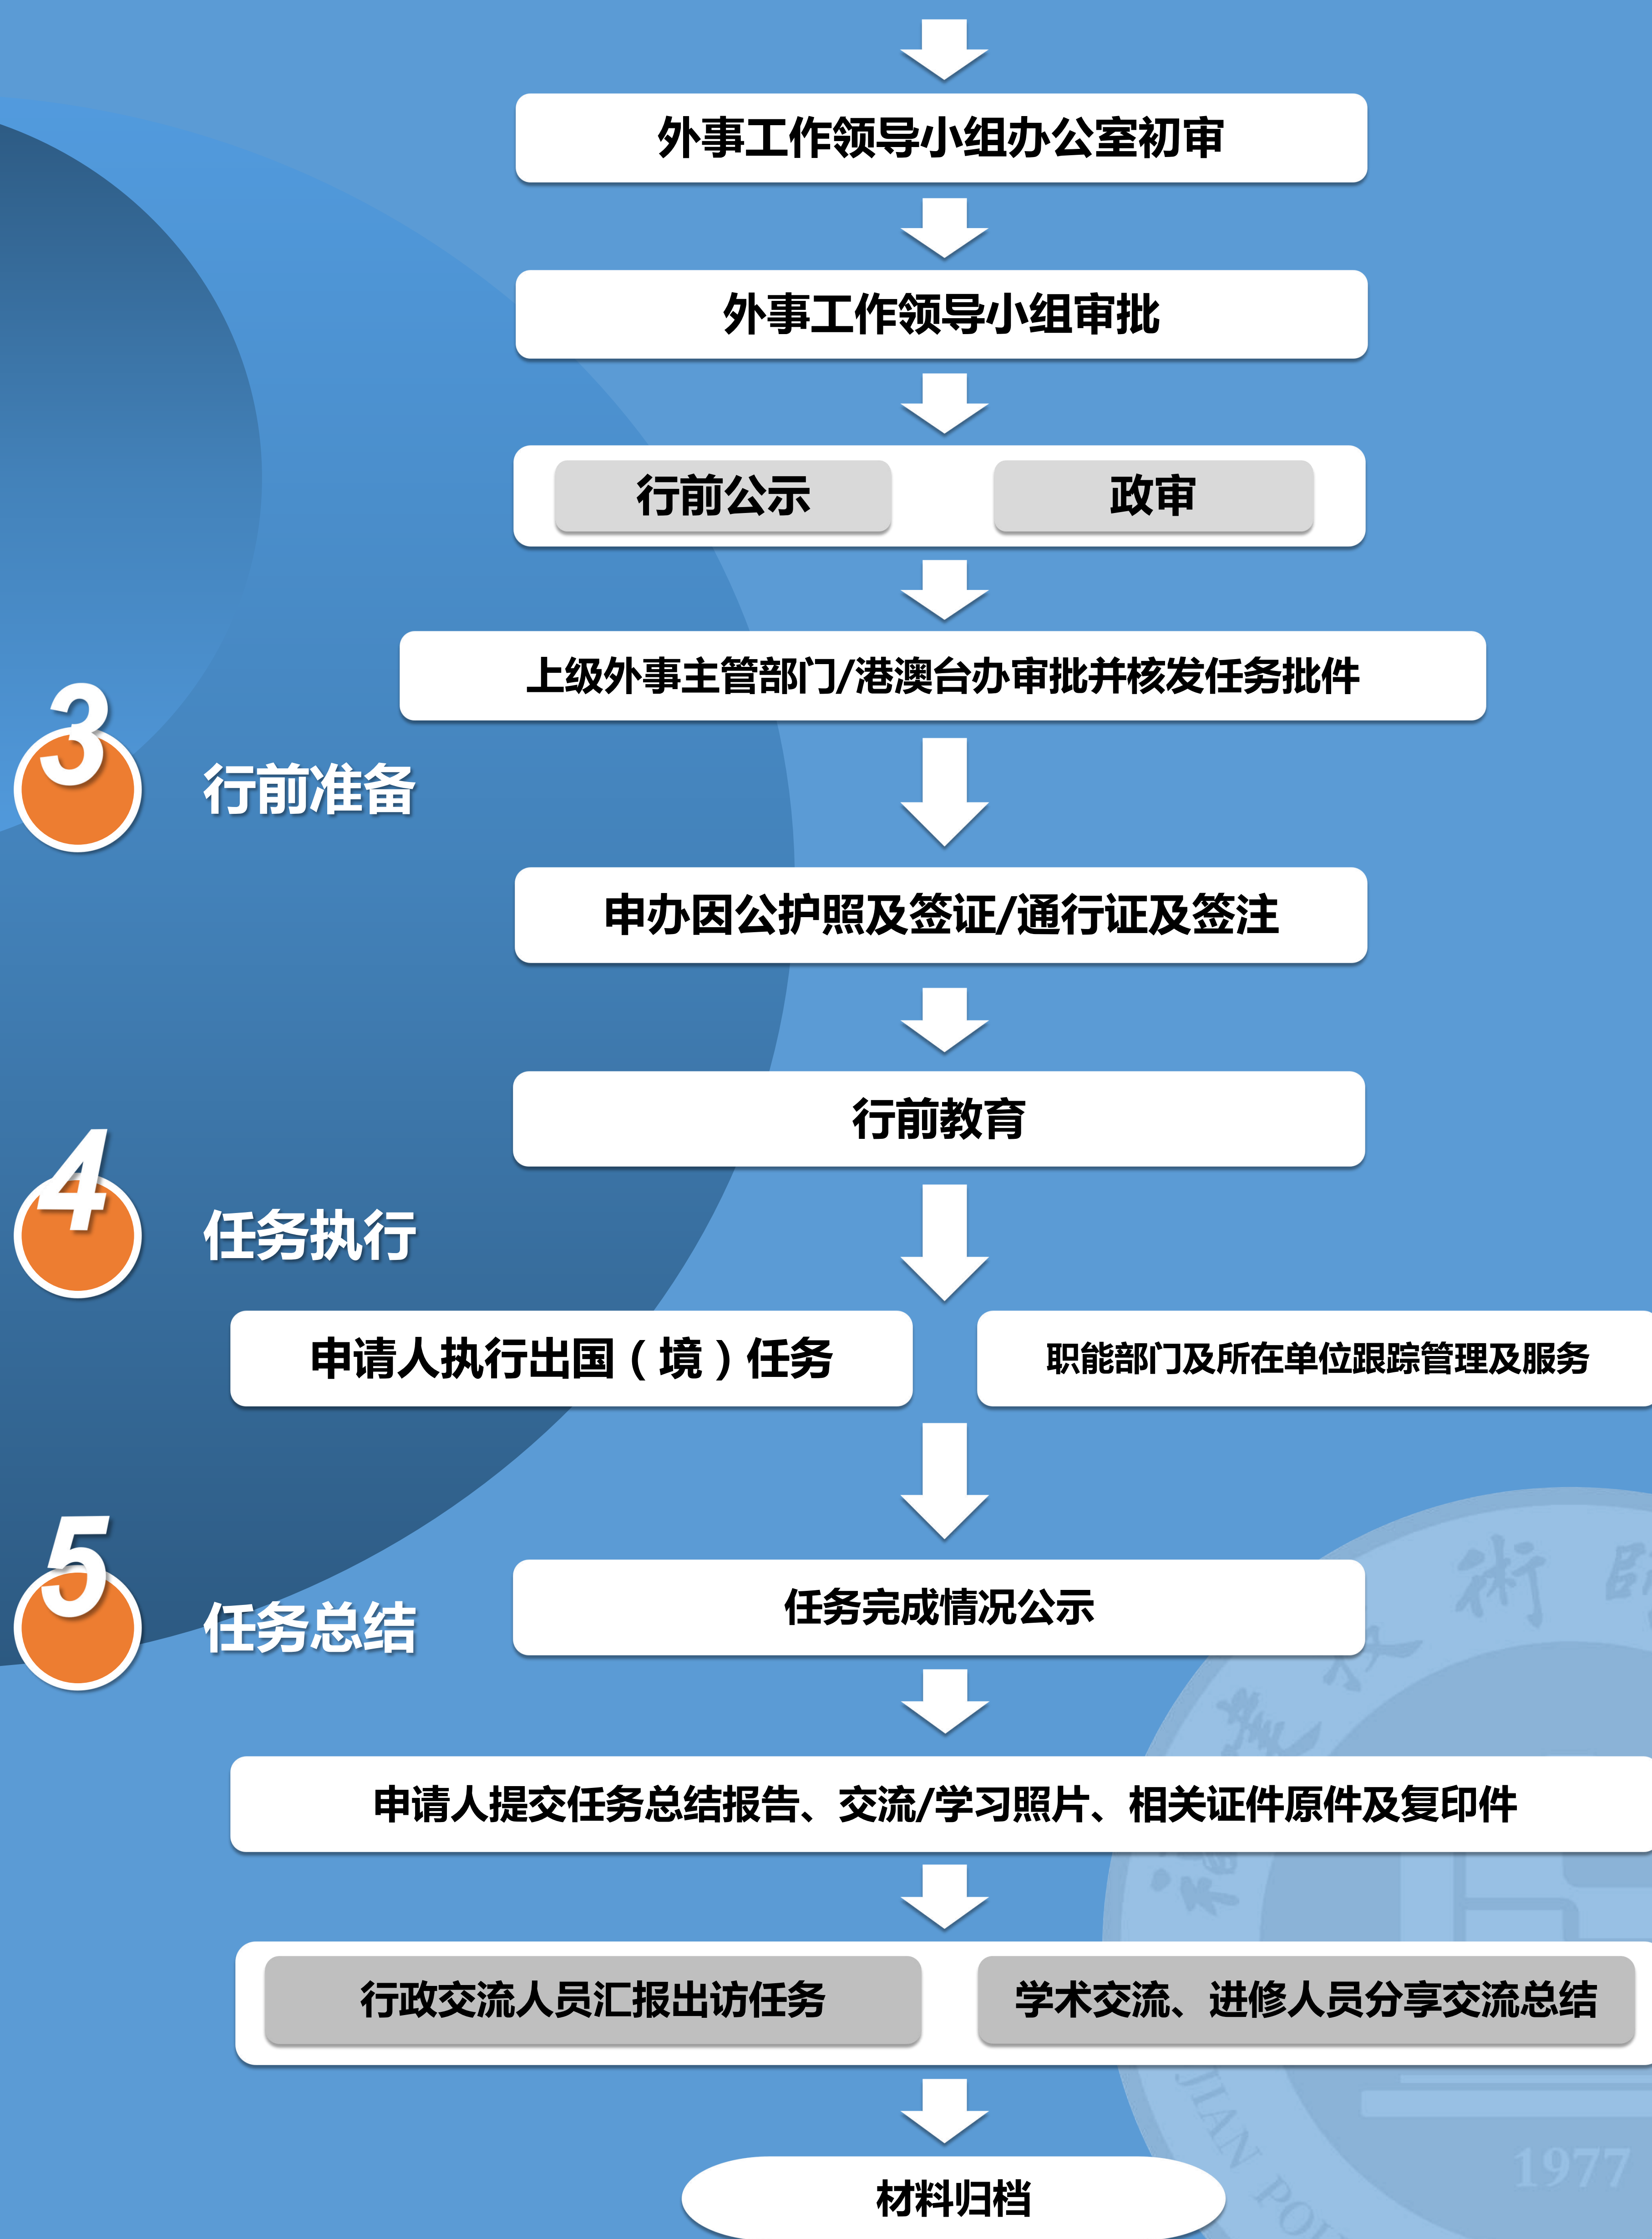 外事工作领导小组办公室初审
外事工作领导小组审批
行前公示
政审
上级外事主管部门/港澳台办审批并核发任务批件
3
行前准备
申办因公护照及签证/通行证及签注
行前教育
4
任务执行
申请人执行出国（境）任务
职能部门及所在单位跟踪管理及服务
5
任务总结
任务完成情况公示
申请人提交任务总结报告、交流/学习照片、相关证件原件及复印件
行政交流人员汇报出访任务
学术交流、进修人员分享交流总结
材料归档
福建技術
JIAN PO
1977